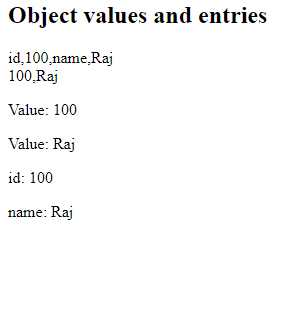 Object values and entries
id,100,name,Raj
100,Raj
Value: 100
Value: Raj
id: 100
name: Raj